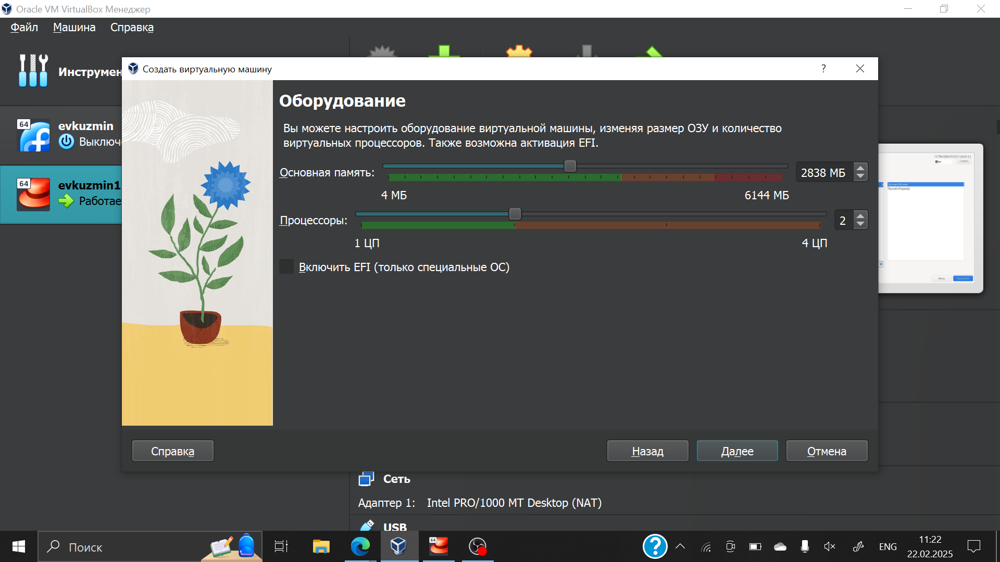 Oracle VM VirtualBox Менеджер
Файл Машина Справка
Инструмен
Создать виртуальную машину
?
Оборудование
Вы можете настроить оборудование виртуальной машины, изменяя размер ОЗУ и количество
виртуальных процессоров. Также возможна активация EFI.
Основная память:
2838 МБ
4 МБ
6144 МБ
Процессоры:
2
1 ЦП
4 ЦП
Включить EFI (только специальные ОС)
64
evkuzmin
Выключе
64
evkuzmin1
Работае
Справка
Назад
Далее
Отмена
Сеть
Адаптер 1: Intel PRO/1000 MT Desktop (NAT)
USB
Поиск
64
?
ENG
11:22
22.02.2025